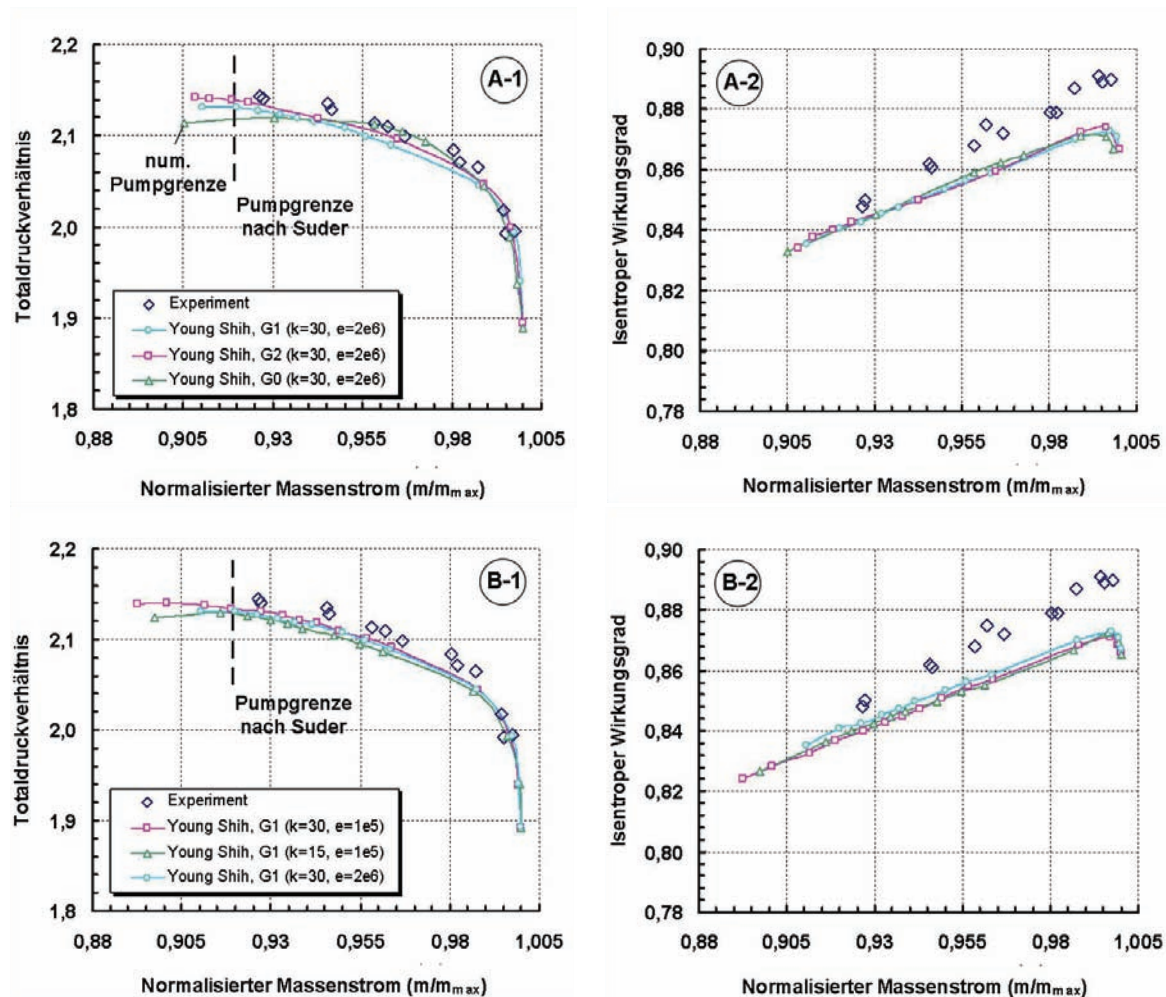 2,2
2,1
2,0
1,9
1,8
Totaldruckverhältnis
A-1
num.
Pumpgrenze
Pumpgrenze
nach Suder
Experiment
Young Shih, G1 (k=30, e=2e6)
Young Shih, G2 (k=30, e=2e6)
Young Shih, G0 (k=30, e=2e6)
0,88 0,905 0,93 0,955 0,98 1,005
Normalisierter Massenstrom (m/mmax)
0,90
0,88
0,86
0,84
0,82
0,80
0,78
Isentroper Wirkungsgrad
A-2
0,88 0,905 0,93 0,955 0,98 1,005
Normalisierter Massenstrom (m/mmax)
2,2
2,1
2,0
1,9
1,8
Totaldruckverhältnis
B-1
Pumpgrenze
nach Suder
Experiment
Young Shih, G1 (k=30, e=1e5)
Young Shih, G1 (k=15, e=1e5)
Young Shih, G1 (k=30, e=2e6)
0,88 0,905 0,93 0,955 0,98 1,005
Normalisierter Massenstrom (m/mmax)
0,90
0,88
0,86
0,84
0,82
0,80
0,78
Isentroper Wirkungsgrad
B-2
0,88 0,905 0,93 0,955 0,98 1,005
Normalisierter Massenstrom (m/mmax)